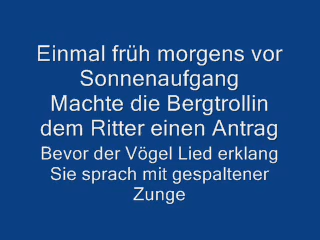 Einmal früh morgens vor
Sonnenaufgang
Machte die Bergtrollin
dem Ritter einen Antrag
Bevor der Vögel Lied erklang
Sie sprach mit gespaltener
Zunge